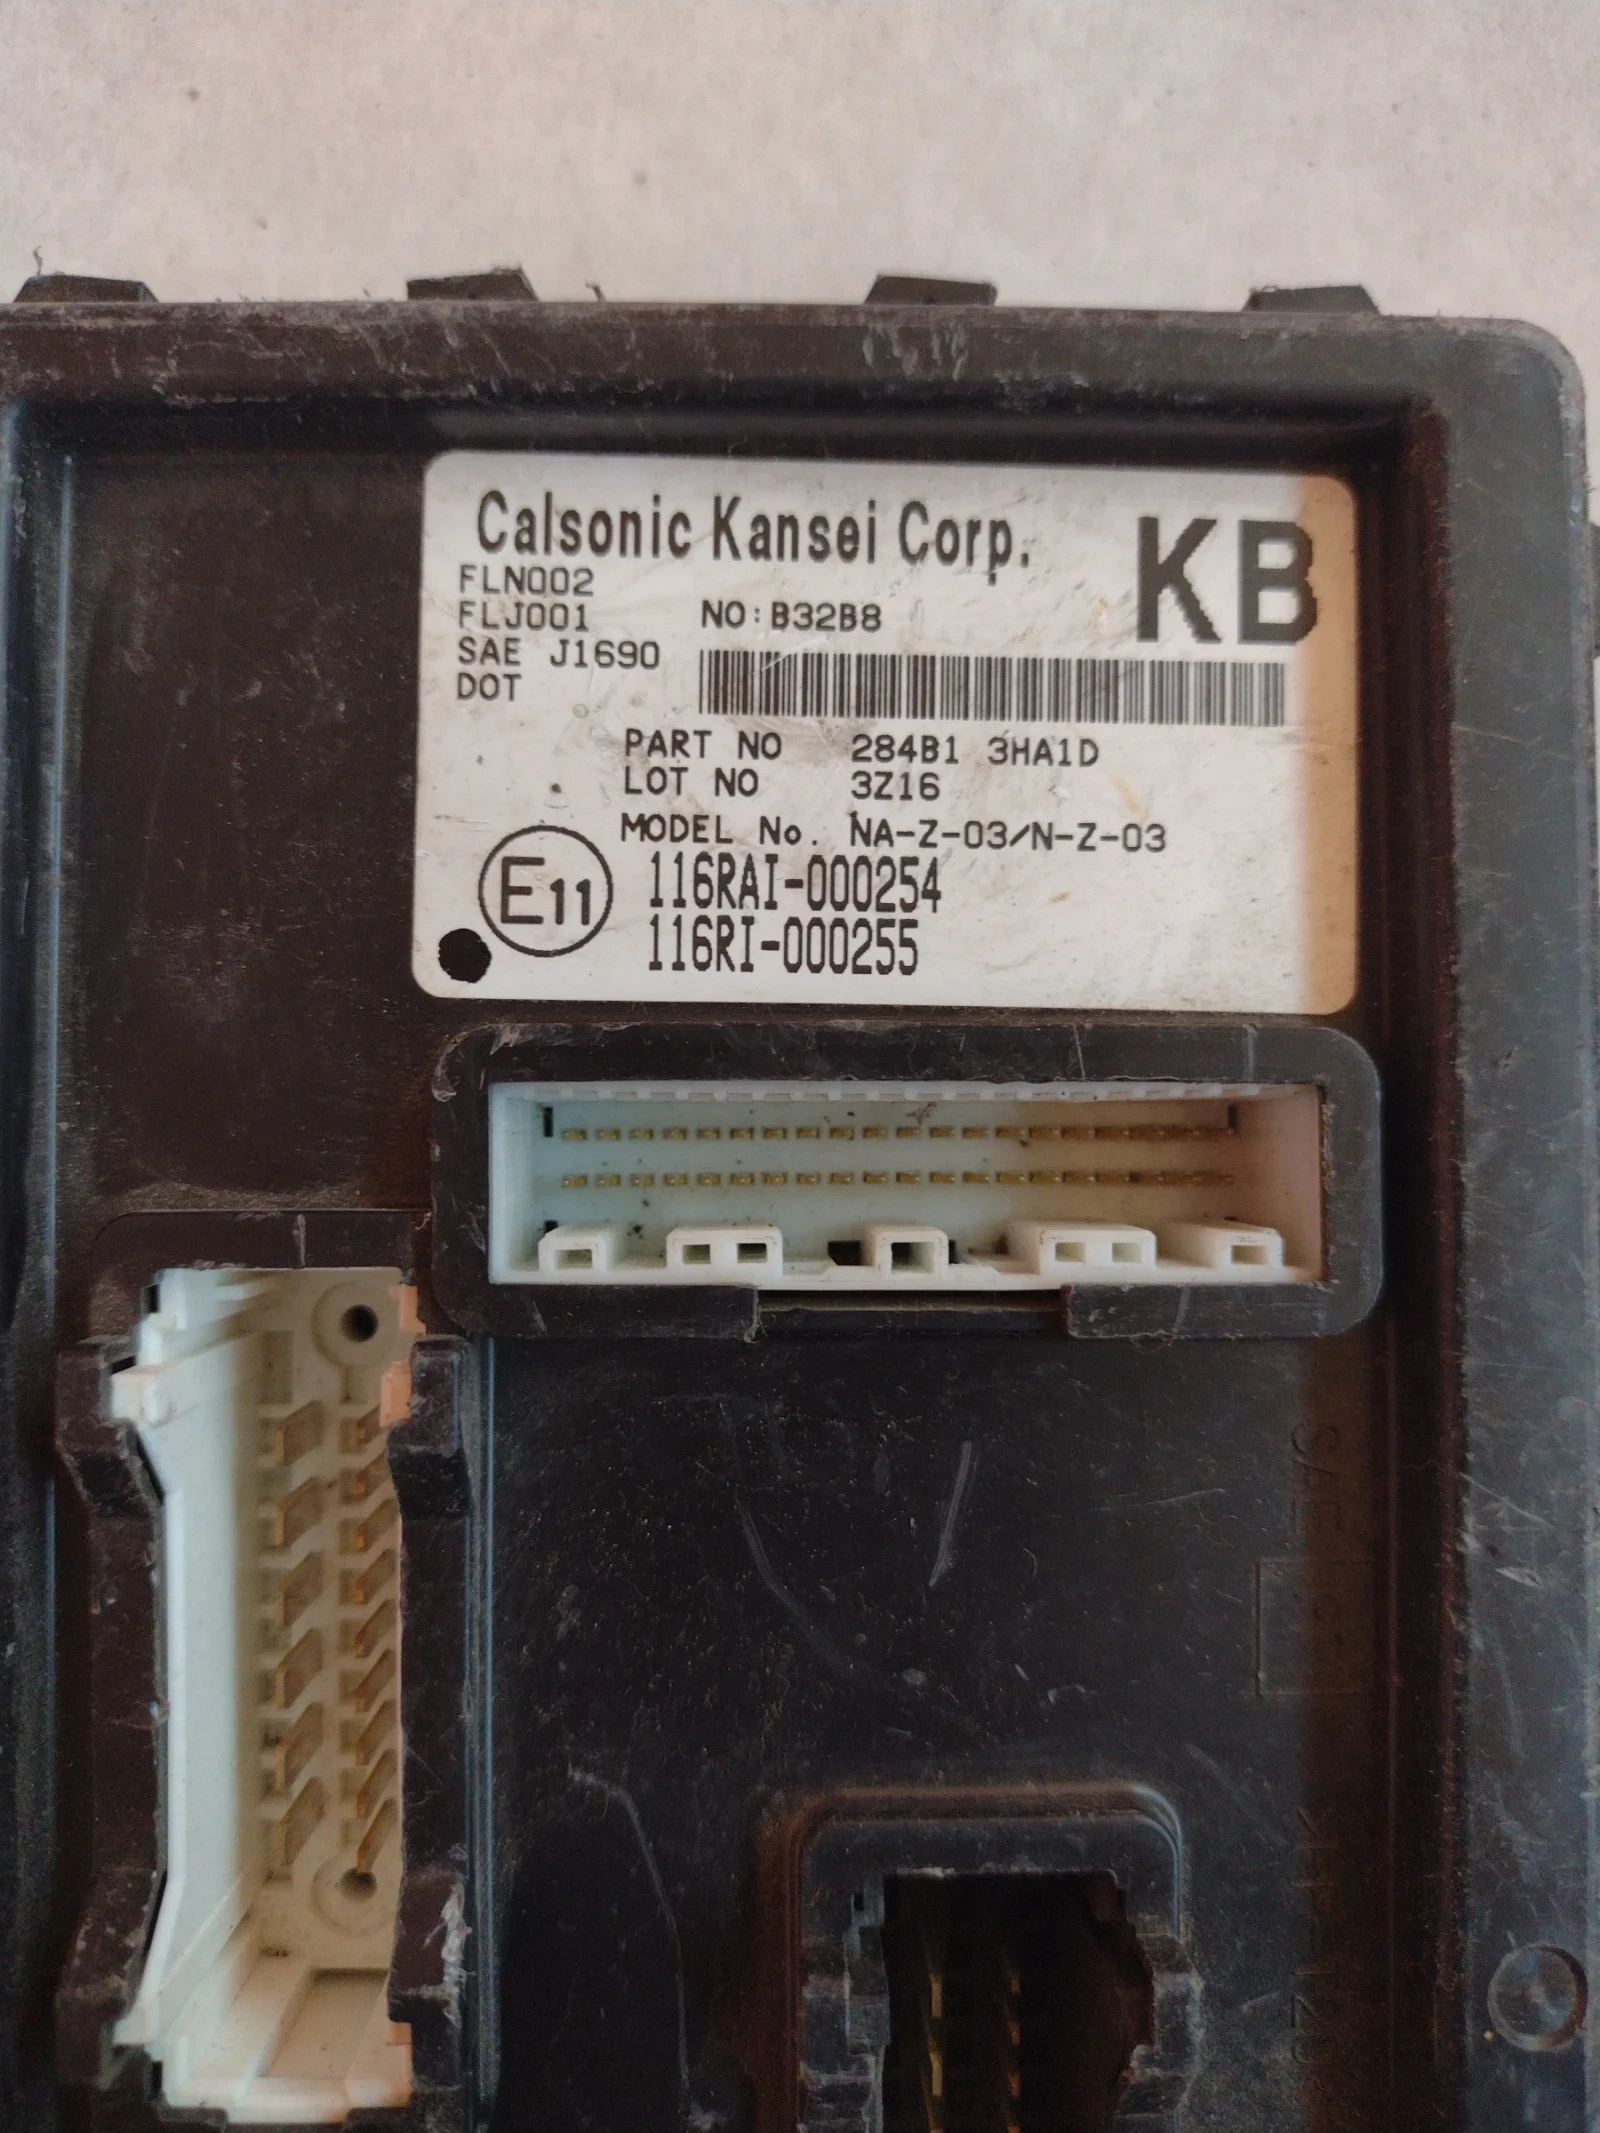 Calsonic Kansei Corp.
KB
FLN002
FLJ001
NO:B32B8
SAE J1690
DOT
PART NO 284B1 3HA1D
LOT NO 3Z16
MODEL No. NA-Z-03/N-Z-03
E11
116RAI-000254
116RI-000255